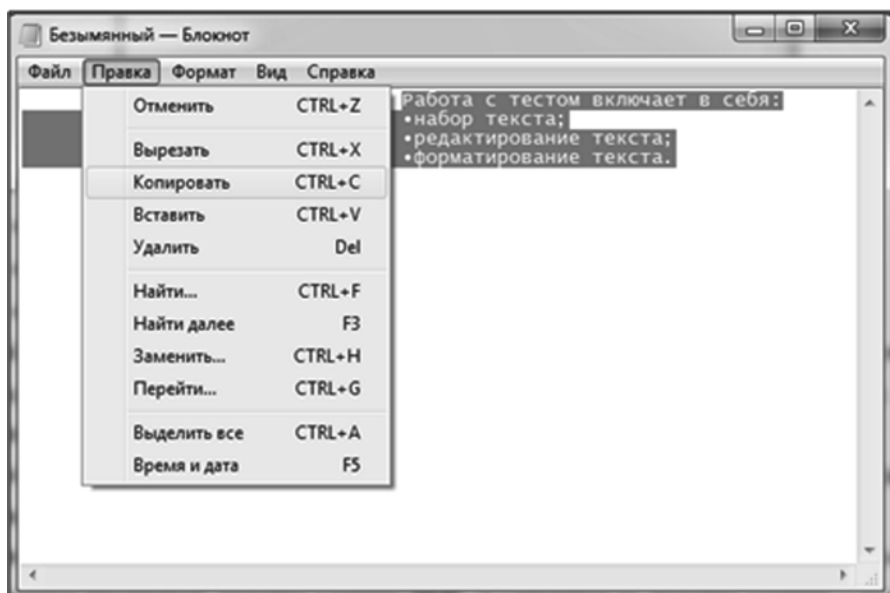 Безымянный — Блокнот
Файл Правка Формат Вид Справка
Отменить CTRL+Z
Вырезать CTRL+X
Копировать CTRL+C
Вставить CTRL+V
Удалить Del
Найти... CTRL+F
Найти далее F3
Заменить... CTRL+H
Перейти... CTRL+G
Выделить все CTRL+A
Время и дата F5
Работа с тестом включает в себя:
•набор текста;
•редактирование текста;
•форматирование текста.